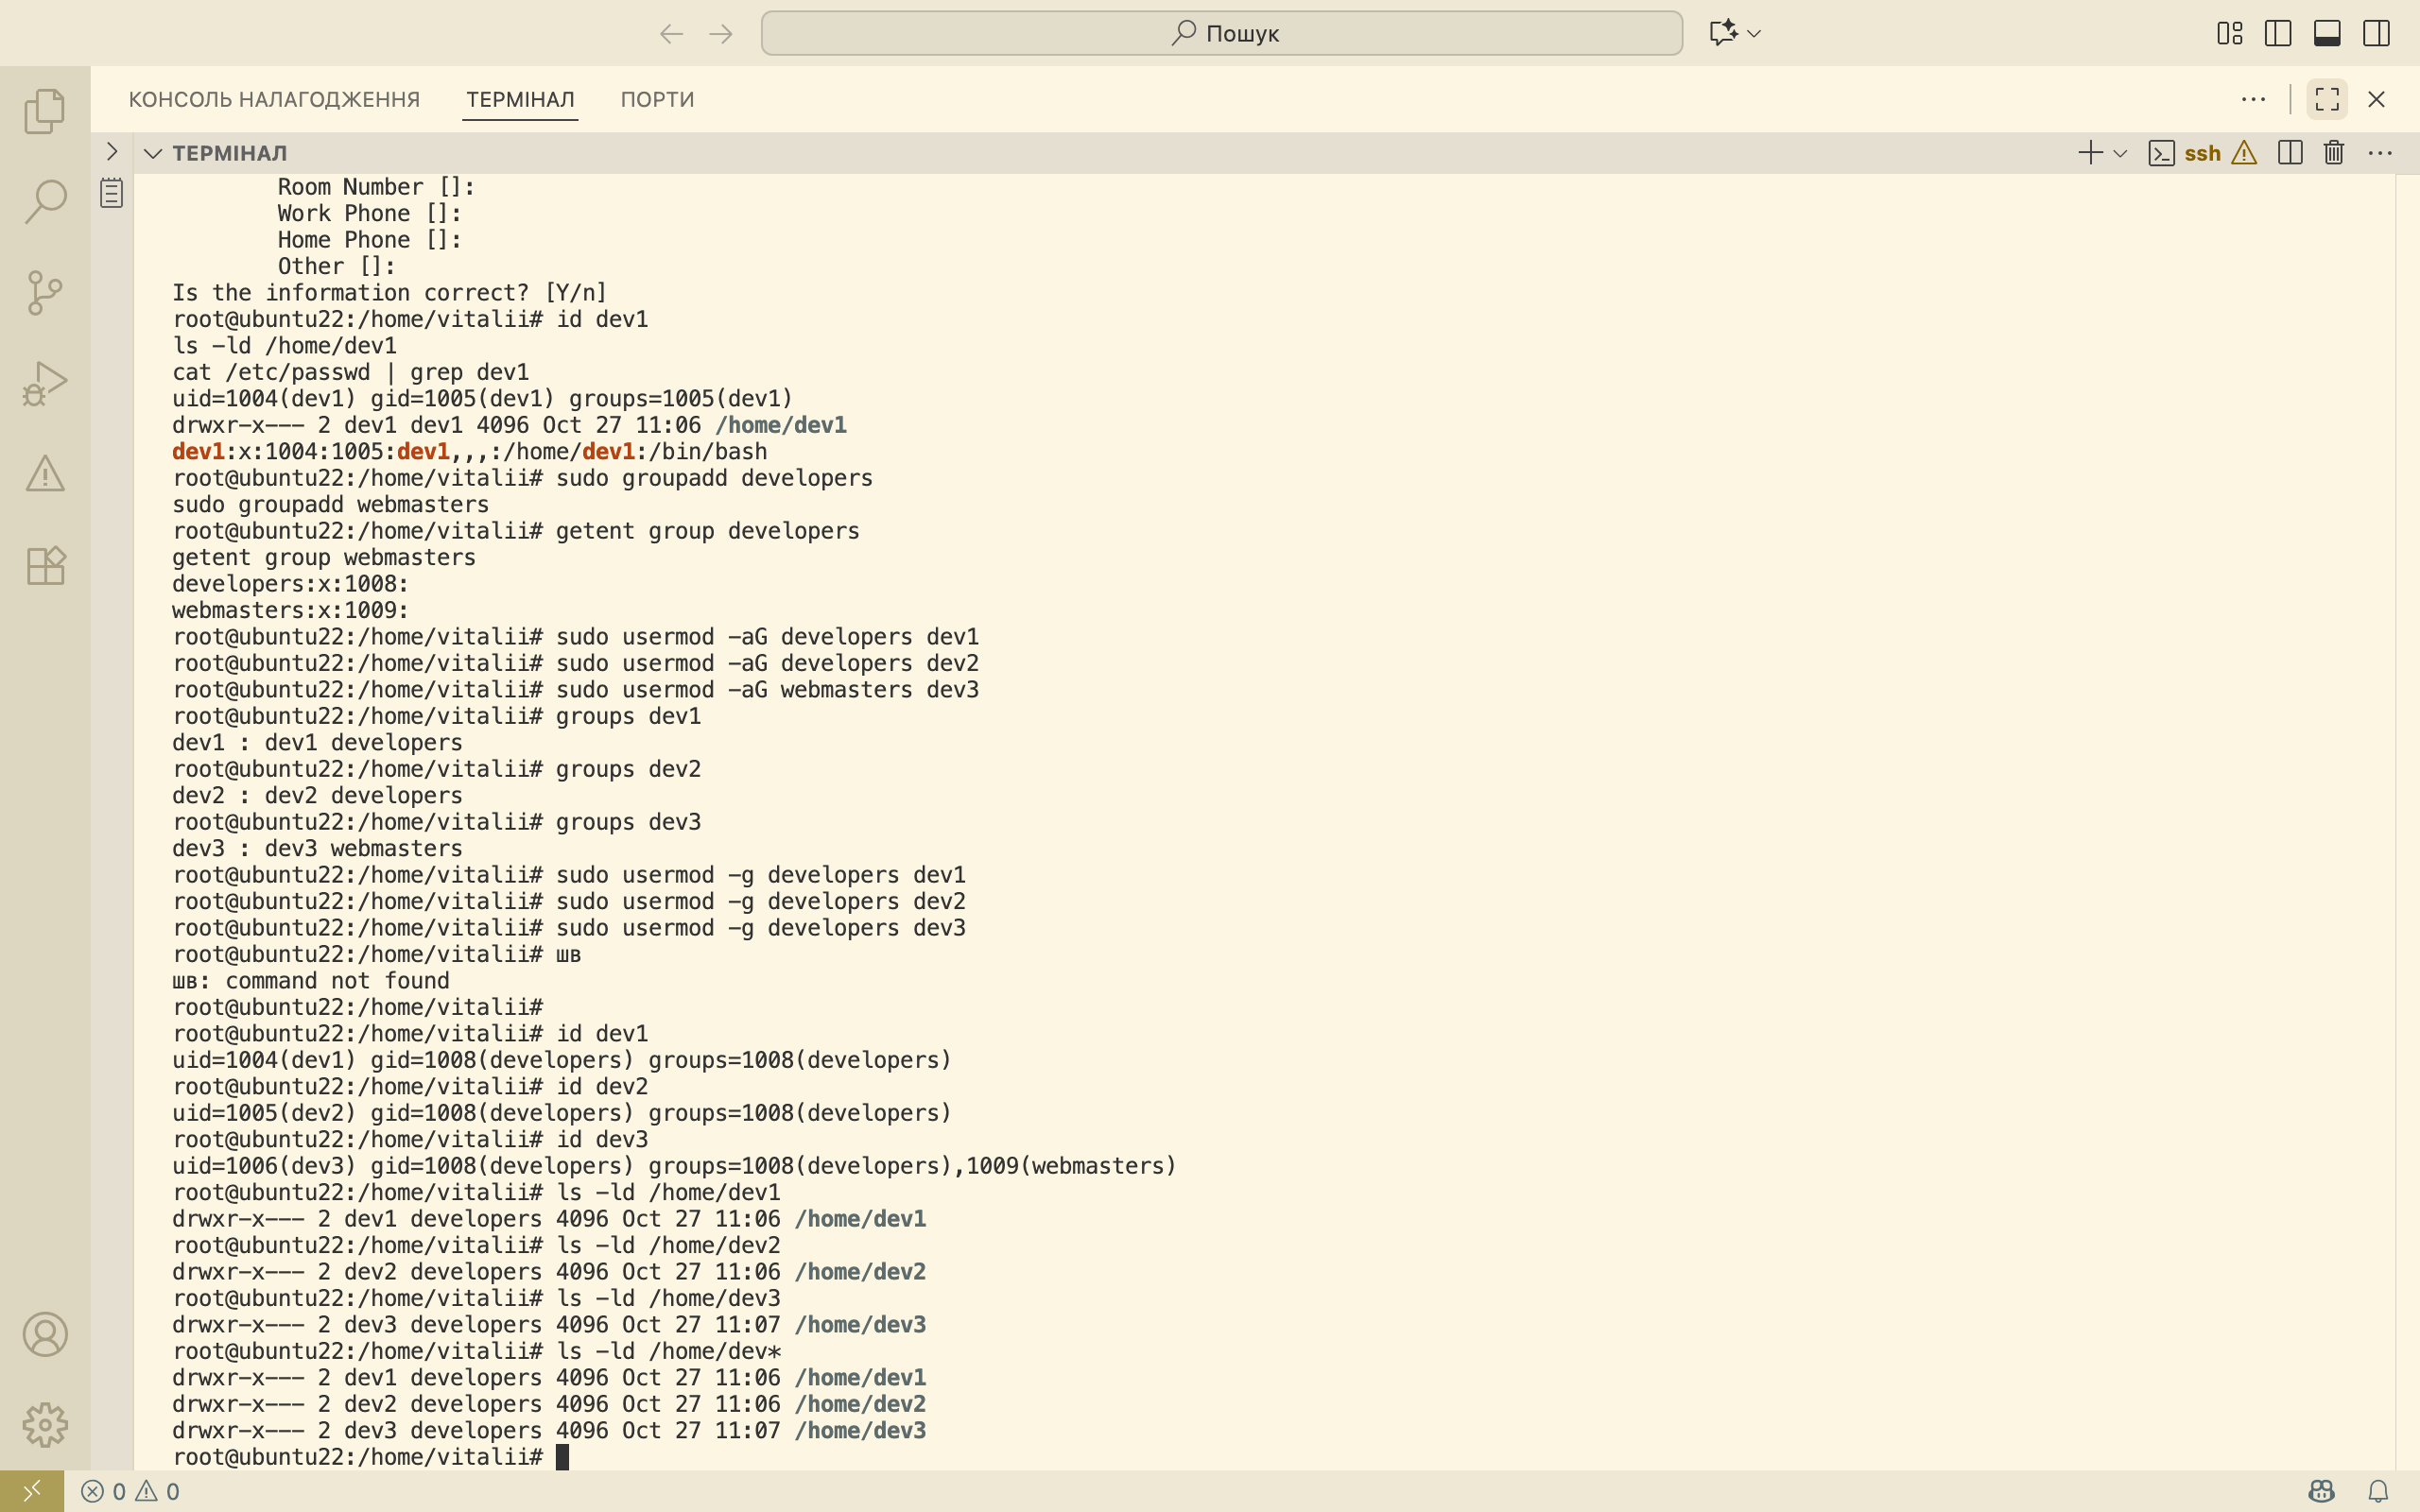 Пошук
КОНСОЛЬ НАЛАГОДЖЕННЯ ТЕРМІНАЛ ПОРТИ
ТЕРМІНАЛ ssh
Room Number []:
Work Phone []:
Home Phone []:
Other []:
Is the information correct? [Y/n]
root@ubuntu22:/home/vitalii# id dev1
ls -ld /home/dev1
cat /etc/passwd | grep dev1
uid=1004(dev1) gid=1005(dev1) groups=1005(dev1)
drwxr-x--- 2 dev1 dev1 4096 Oct 27 11:06 /home/dev1
dev1:x:1004:1005:dev1,,,:/home/dev1:/bin/bash
root@ubuntu22:/home/vitalii# sudo groupadd developers
sudo groupadd webmasters
root@ubuntu22:/home/vitalii# getent group developers
getent group webmasters
developers:x:1008:
webmasters:x:1009:
root@ubuntu22:/home/vitalii# sudo usermod -aG developers dev1
root@ubuntu22:/home/vitalii# sudo usermod -aG developers dev2
root@ubuntu22:/home/vitalii# sudo usermod -aG webmasters dev3
root@ubuntu22:/home/vitalii# groups dev1
dev1 : dev1 developers
root@ubuntu22:/home/vitalii# groups dev2
dev2 : dev2 developers
root@ubuntu22:/home/vitalii# groups dev3
dev3 : dev3 webmasters
root@ubuntu22:/home/vitalii# sudo usermod -g developers dev1
root@ubuntu22:/home/vitalii# sudo usermod -g developers dev2
root@ubuntu22:/home/vitalii# sudo usermod -g developers dev3
root@ubuntu22:/home/vitalii# шв
шв: command not found
root@ubuntu22:/home/vitalii#
root@ubuntu22:/home/vitalii# id dev1
uid=1004(dev1) gid=1008(developers) groups=1008(developers)
root@ubuntu22:/home/vitalii# id dev2
uid=1005(dev2) gid=1008(developers) groups=1008(developers)
root@ubuntu22:/home/vitalii# id dev3
uid=1006(dev3) gid=1008(developers) groups=1008(developers),1009(webmasters)
root@ubuntu22:/home/vitalii# ls -ld /home/dev1
drwxr-x--- 2 dev1 developers 4096 Oct 27 11:06 /home/dev1
root@ubuntu22:/home/vitalii# ls -ld /home/dev2
drwxr-x--- 2 dev2 developers 4096 Oct 27 11:06 /home/dev2
root@ubuntu22:/home/vitalii# ls -ld /home/dev3
drwxr-x--- 2 dev3 developers 4096 Oct 27 11:07 /home/dev3
root@ubuntu22:/home/vitalii# ls -ld /home/dev*
drwxr-x--- 2 dev1 developers 4096 Oct 27 11:06 /home/dev1
drwxr-x--- 2 dev2 developers 4096 Oct 27 11:06 /home/dev2
drwxr-x--- 2 dev3 developers 4096 Oct 27 11:07 /home/dev3
root@ubuntu22:/home/vitalii#
0 0